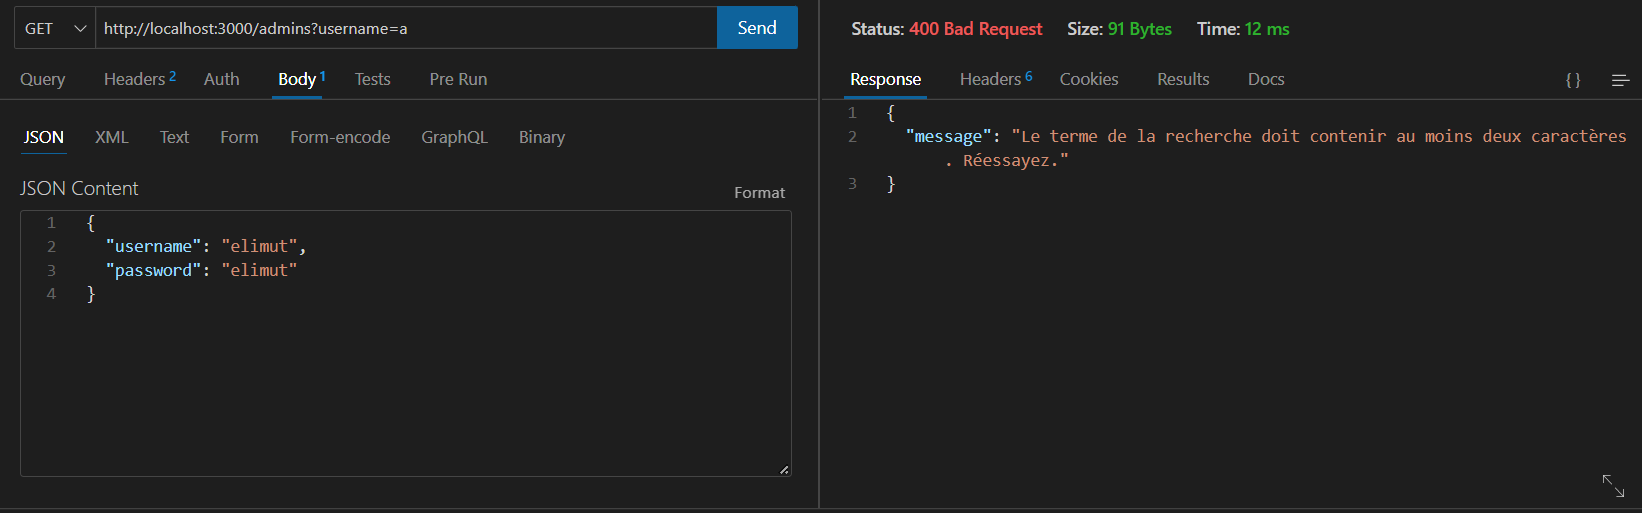 GET http://localhost:3000/admins?username=a Send
Query Headers 2 Auth Body 1 Tests Pre Run
JSON XML Text Form Form-encode GraphQL Binary
JSON Content
Format
1 {
2 "username": "elimut",
3 "password": "elimut"
4 }
Status: 400 Bad Request Size: 91 Bytes Time: 12 ms
Response Headers 6 Cookies Results Docs { }
1 {
2 "message": "Le terme de la recherche doit contenir au moins deux caractères
. Réessayez."
3 }